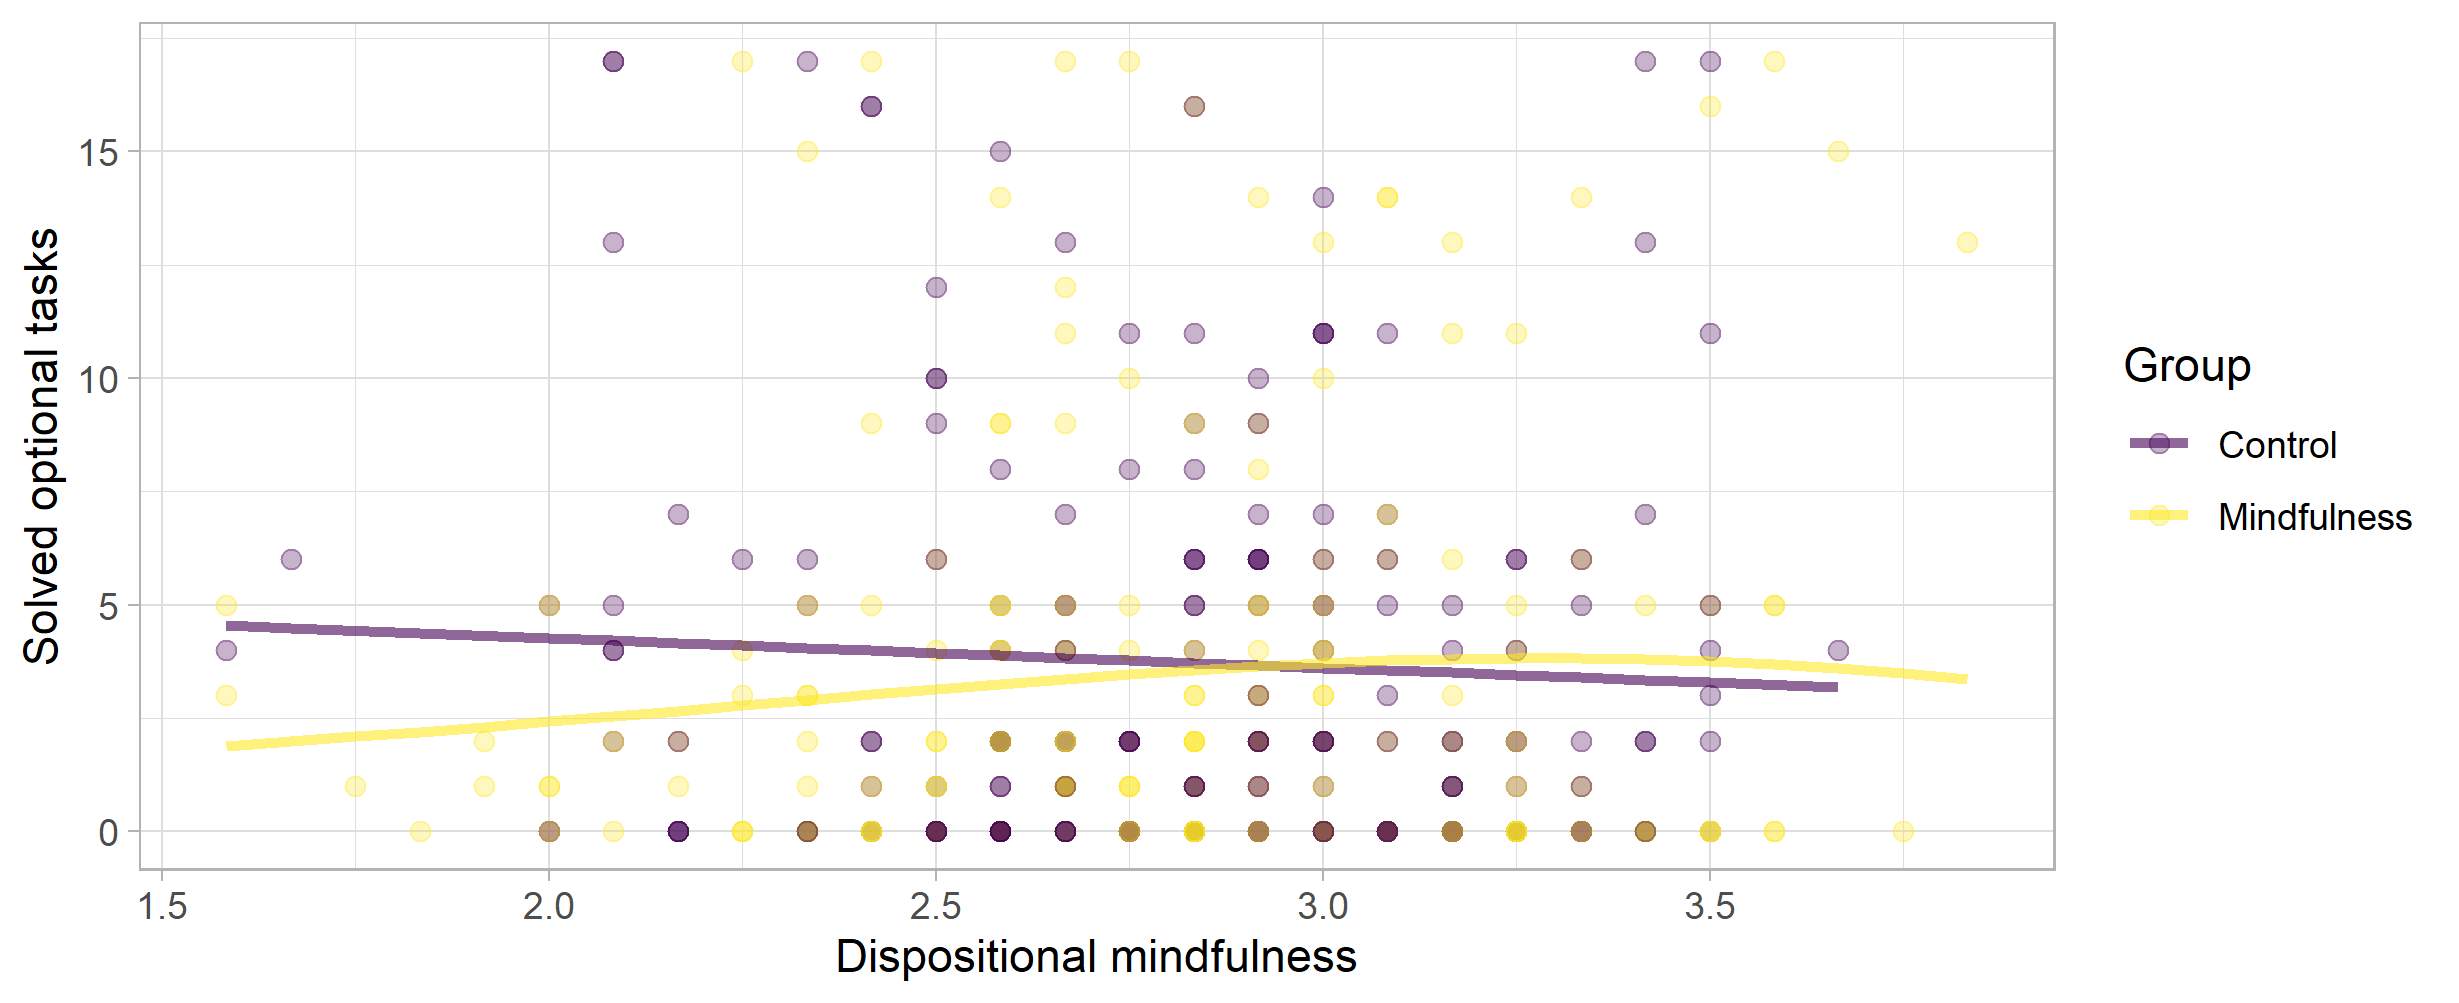 Solved optional tasks
15
10
5
0
1.5 2.0 2.5 3.0 3.5
Dispositional mindfulness
Group
Control
Mindfulness